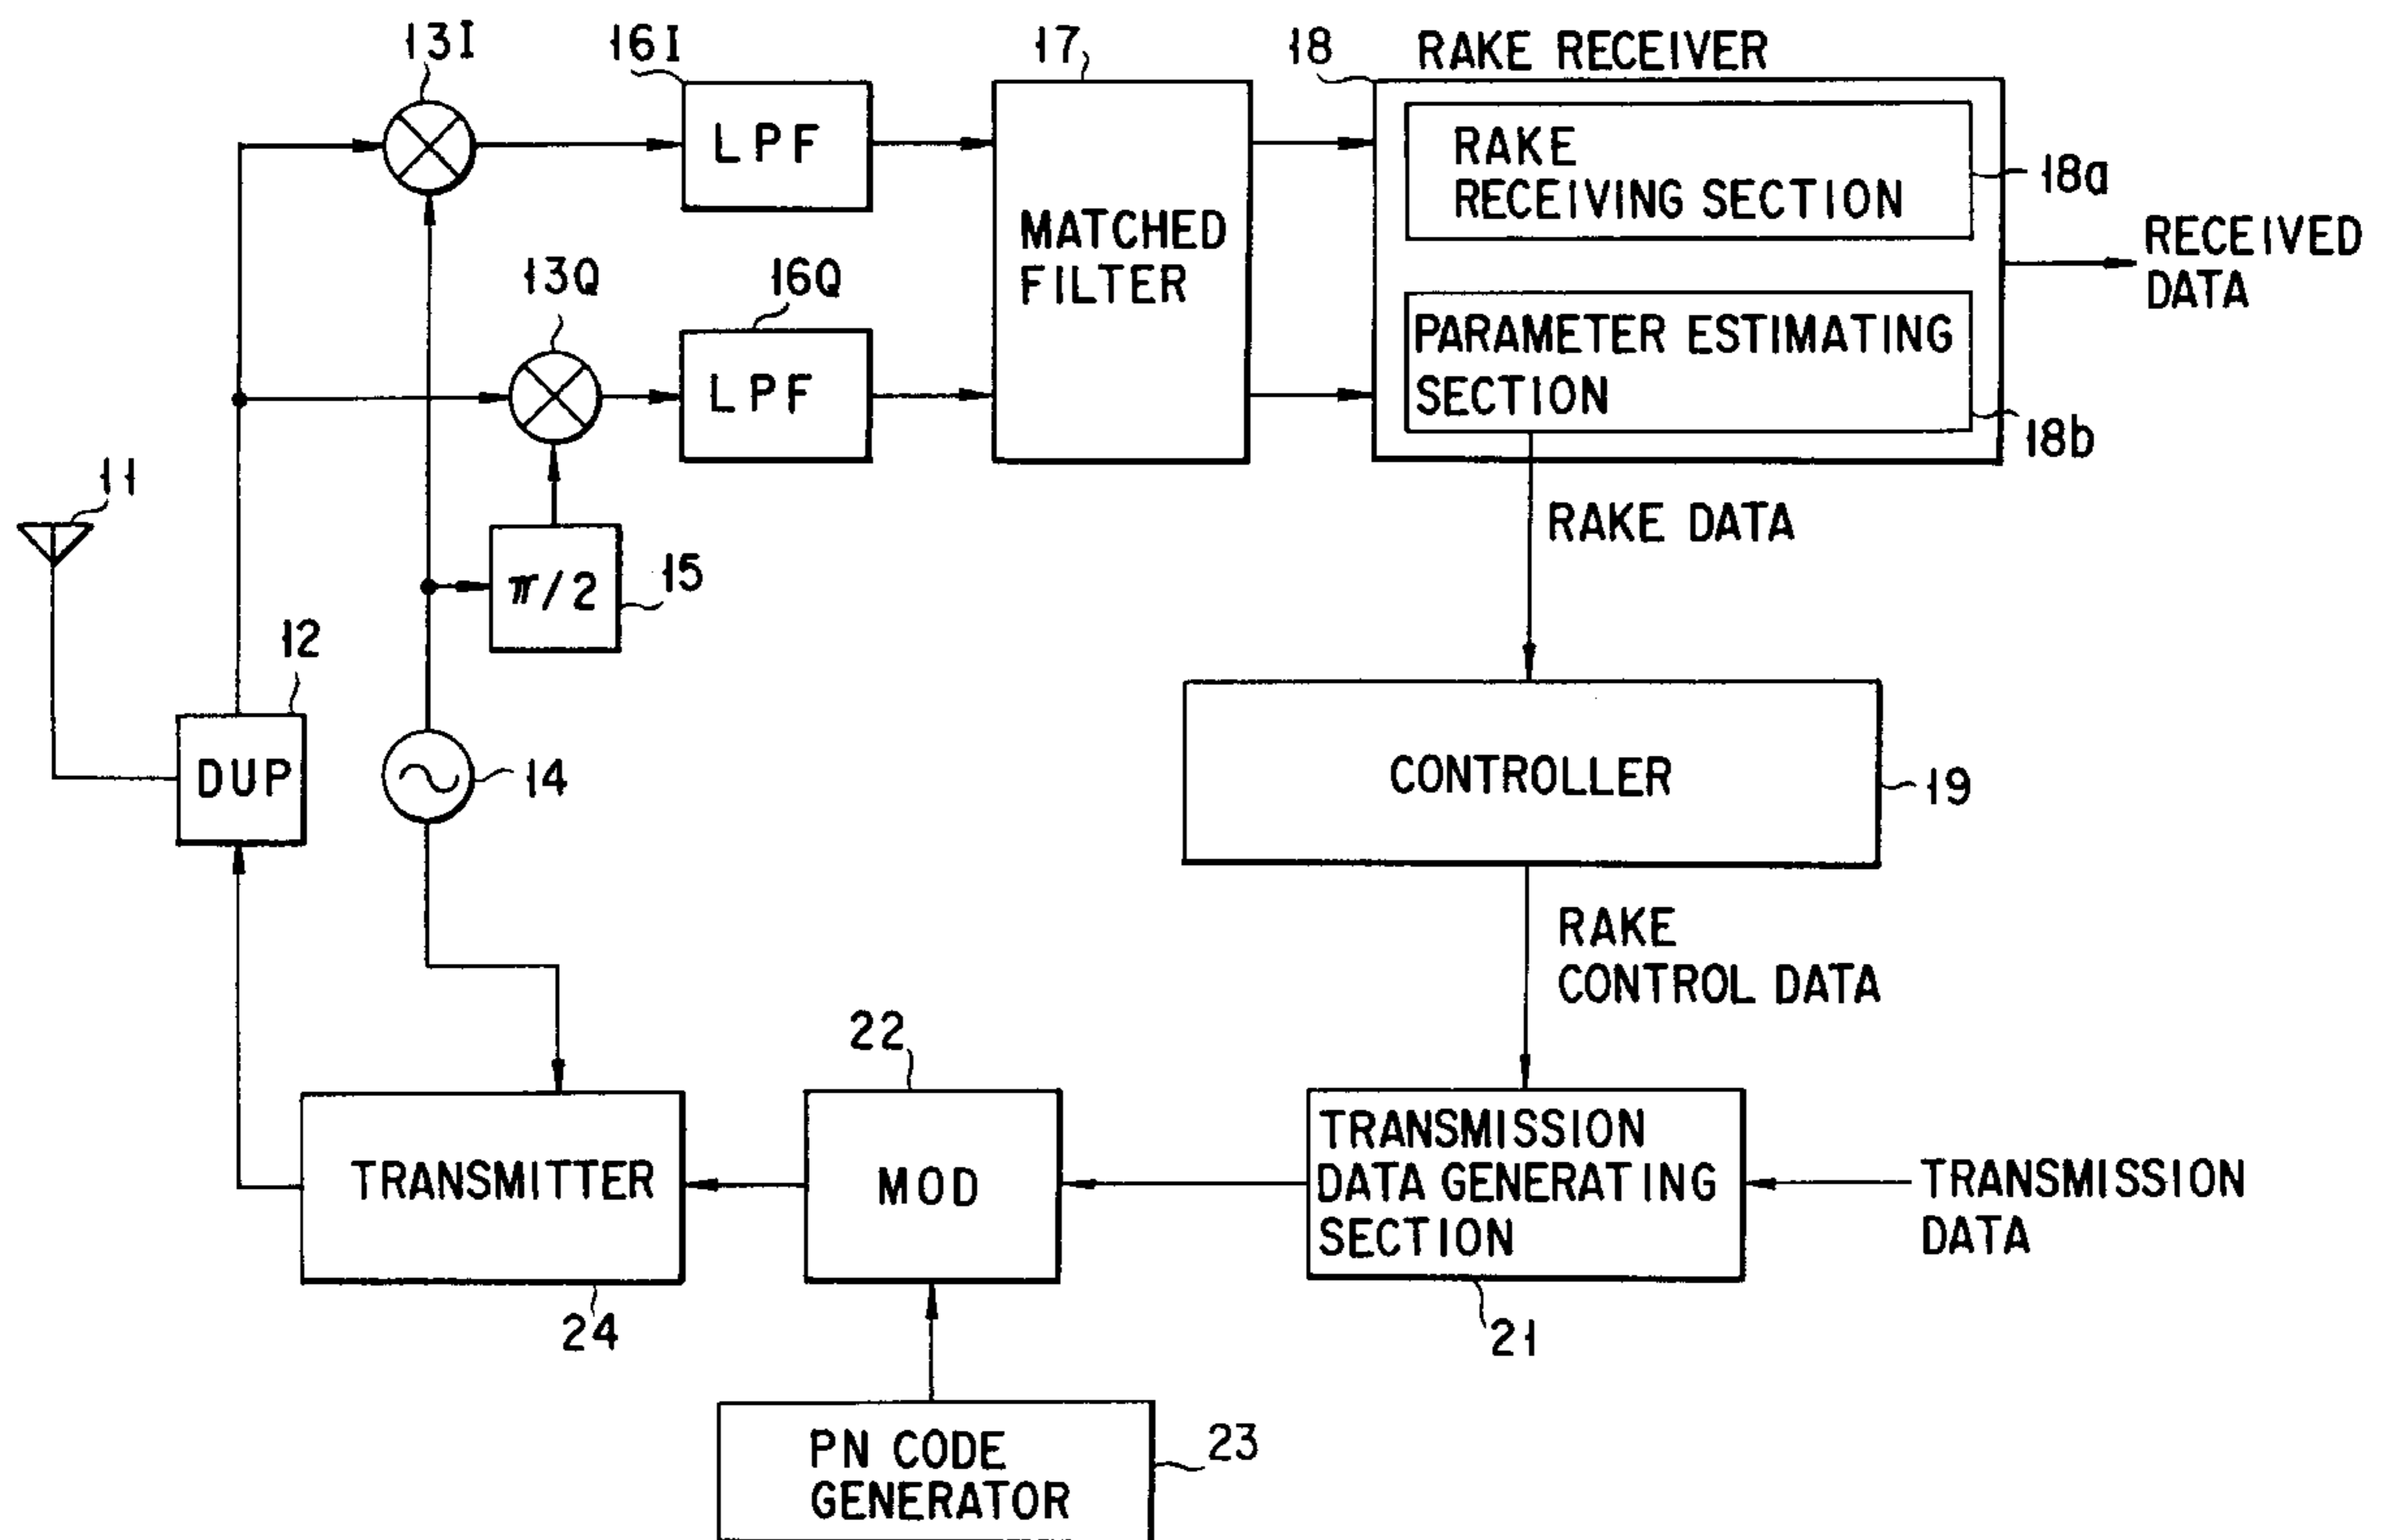 13I
16I
17
18
RAKE RECEIVER
LPF
RAKE
RECEIVING SECTION
18a
MATCHED
FILTER
RECEIVED
DATA
13Q
16Q
LPF
PARAMETER ESTIMATING
SECTION
18b
11
π/2
15
RAKE DATA
12
DUP
14
CONTROLLER
19
RAKE
CONTROL DATA
22
TRANSMITTER
MOD
TRANSMISSION
DATA GENERATING
SECTION
TRANSMISSION
DATA
24
21
PN CODE
GENERATOR
23